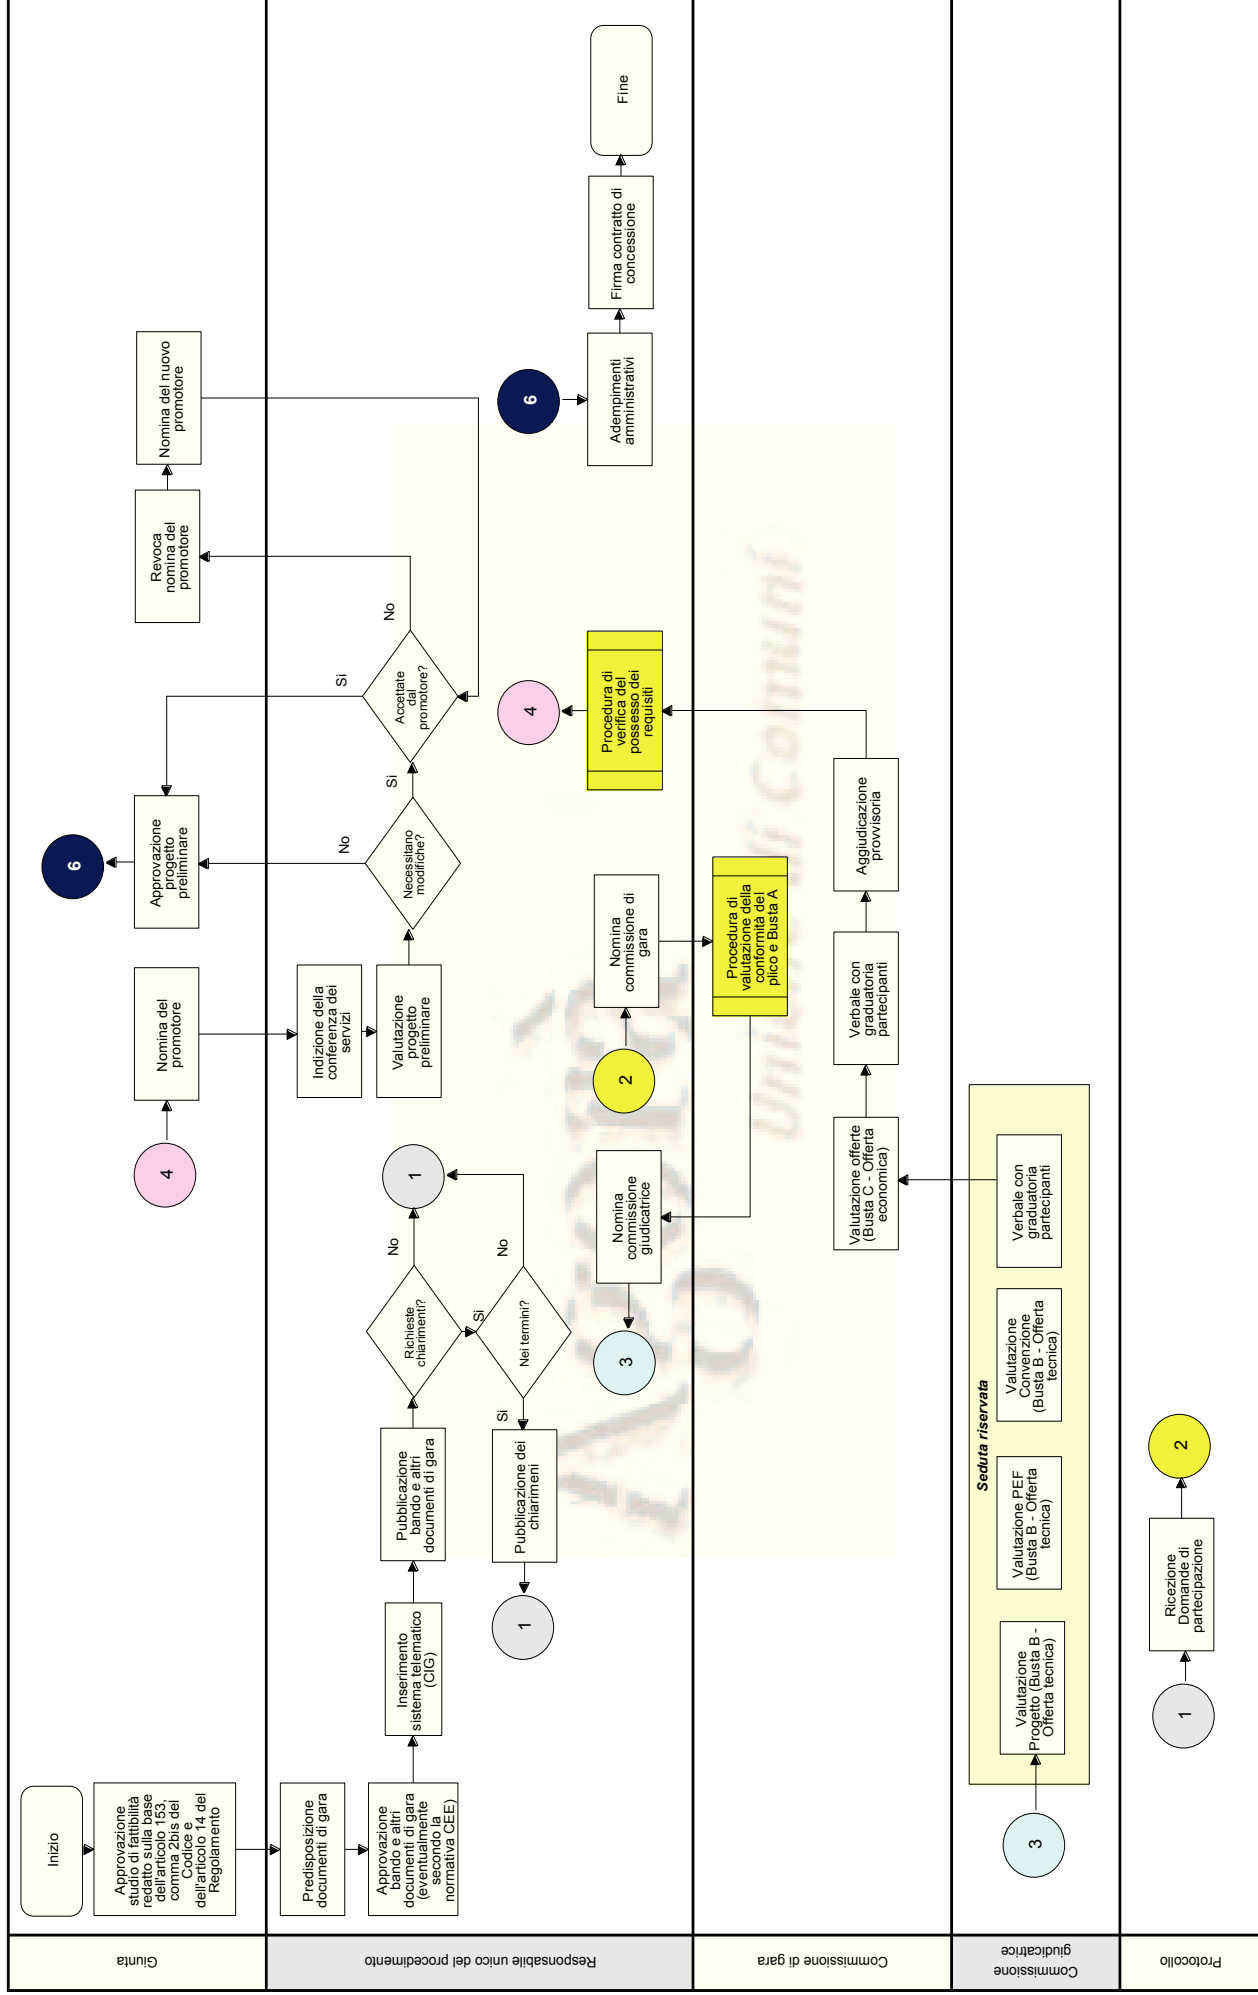 Giunta
Inizio
Approvazione
studio di fattibilità
redatto sulla base
dell'articolo 153,
comma 2bis del
Codice e
dell'articolo 14 del
Regolamento
4
Nomina del
promotore
Approvazione
progetto
preliminare
6
Revoca
nomina del
promotore
Nomina del nuovo
promotore
Responsabile unico del procedimento
Predisposizione
documenti di gara
Approvazione
bando e altri
documenti di gara
(eventualmente
secondo la
normativa CEE)
Inserimento
sistema telematico
(CIG)
Pubblicazione
bando e altri
documenti di gara
Richieste
chiarimenti?
No
1
Si
Nei termini?
No
Si
Pubblicazione dei
chiarimeni
1
Indizione della
conferenza dei
servizi
Valutazione
progetto
preliminare
Necessitano
modifiche?
No
Si
Accettate
dal
promotore?
Si
No
2
Nomina
commissione di
gara
Nomina
commissione
giudicatrice
3
Procedura di
verifica del
possesso dei
requisiti
4
6
Adempimenti
amministrativi
Firma contratto di
concessione
Fine
Commissione di gara
Procedura di
valutazione della
conformità del
plico e Busta A
Valutazione offerte
(Busta C - Offerta
economica)
Verbale con
graduatoria
partecipanti
Aggiudicazione
provvisoria
Commissione
giudicatrice
3
Seduta riservata
Valutazione
Progetto (Busta B -
Offerta tecnica)
Valutazione PEF
(Busta B - Offerta
tecnica)
Valutazione
Convenzione
(Busta B - Offerta
tecnica)
Verbale con
graduatoria
partecipanti
Protocollo
1
Ricezione
Domande di
partecipazione
2
Unione di Comuni